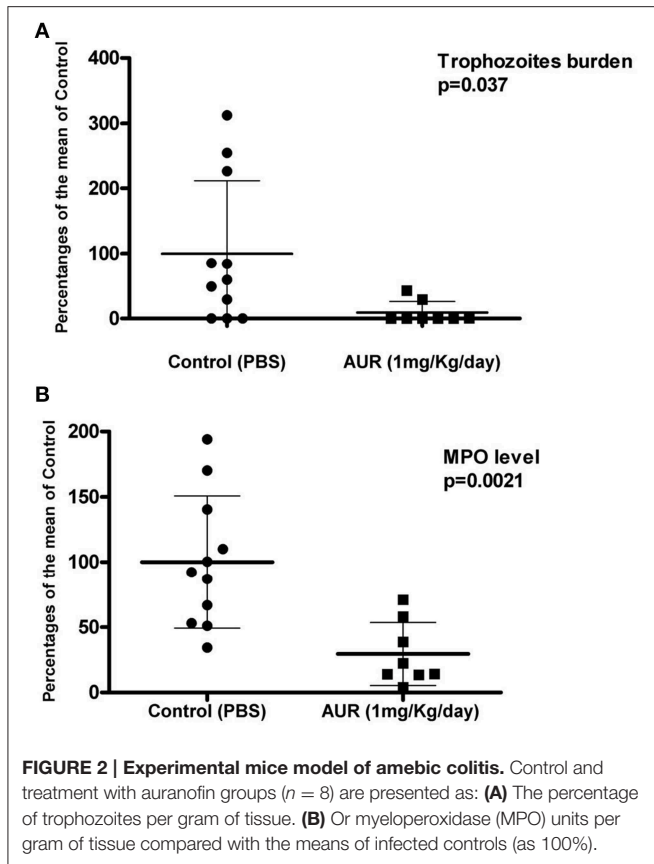 A
Trophozoites burden
p=0.037
Percentanges of the mean of Control
400
300
200
100
0
Control (PBS)
AUR (1mg/Kg/day)
B
MPO level
p=0.0021
Percentages of the mean of Control
200
150
100
50
0
Control (PBS)
AUR (1mg/Kg/day)
FIGURE 2 | Experimental mice model of amebic colitis. Control and
treatment with auranofin groups (n = 8) are presented as: (A) The percentage
of trophozoites per gram of tissue. (B) Or myeloperoxidase (MPO) units per
gram of tissue compared with the means of infected controls (as 100%).